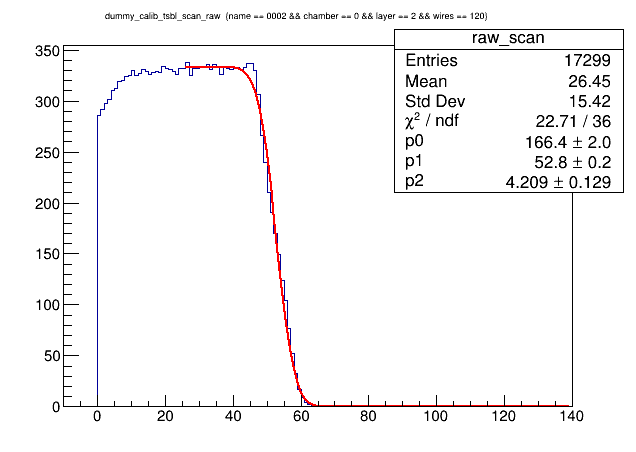 dummy_calib_tsbl_scan_raw (name == 0002 && chamber == 0 && layer == 2 && wires == 120)
raw_scan
Entries 17299
Mean 26.45
Std Dev 15.42
χ² / ndf 22.71 / 36
p0 166.4 ± 2.0
p1 52.8 ± 0.2
p2 4.209 ± 0.129
350
300
250
200
150
100
50
0
0 20 40 60 80 100 120 140